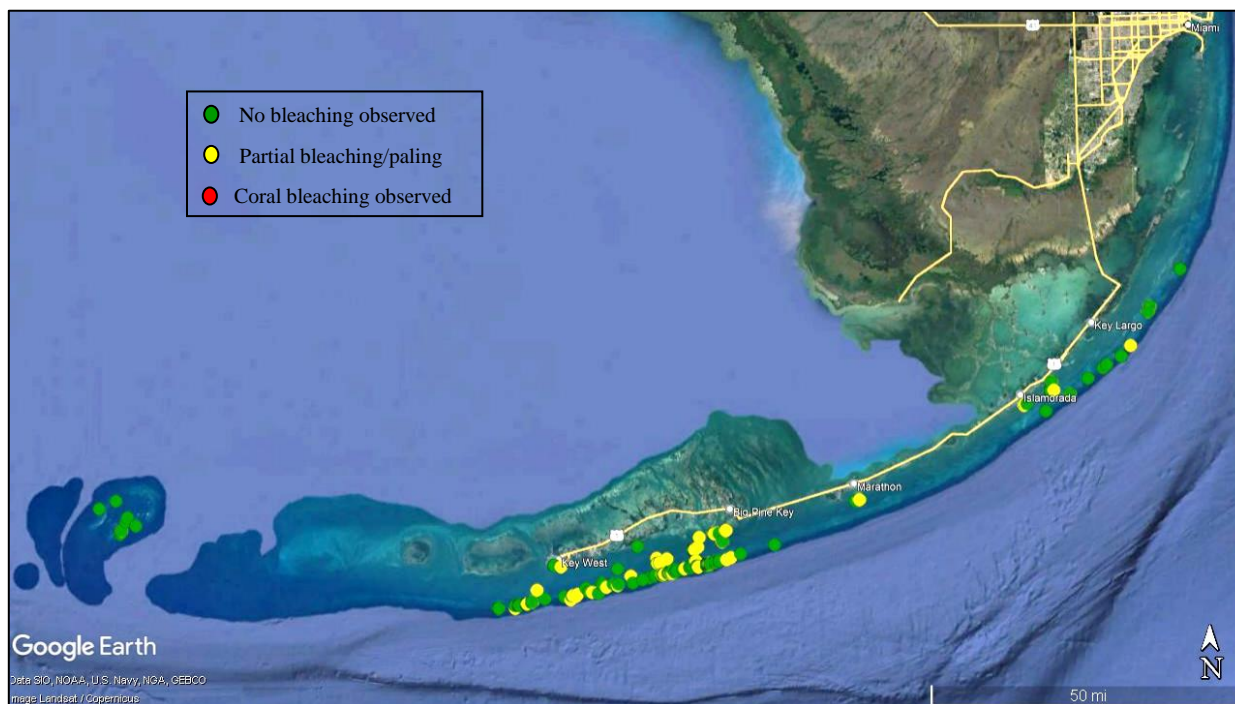 Miami
No bleaching observed
Partial bleaching/paling
Coral bleaching observed
Key Largo
1
Islamorada
Marathon
Big Pine Key
Key West
Google Earth
Data SIO, NOAA, U.S. Navy, NGA, GEBCO
Image Landsat / Copernicus
N
50 mi